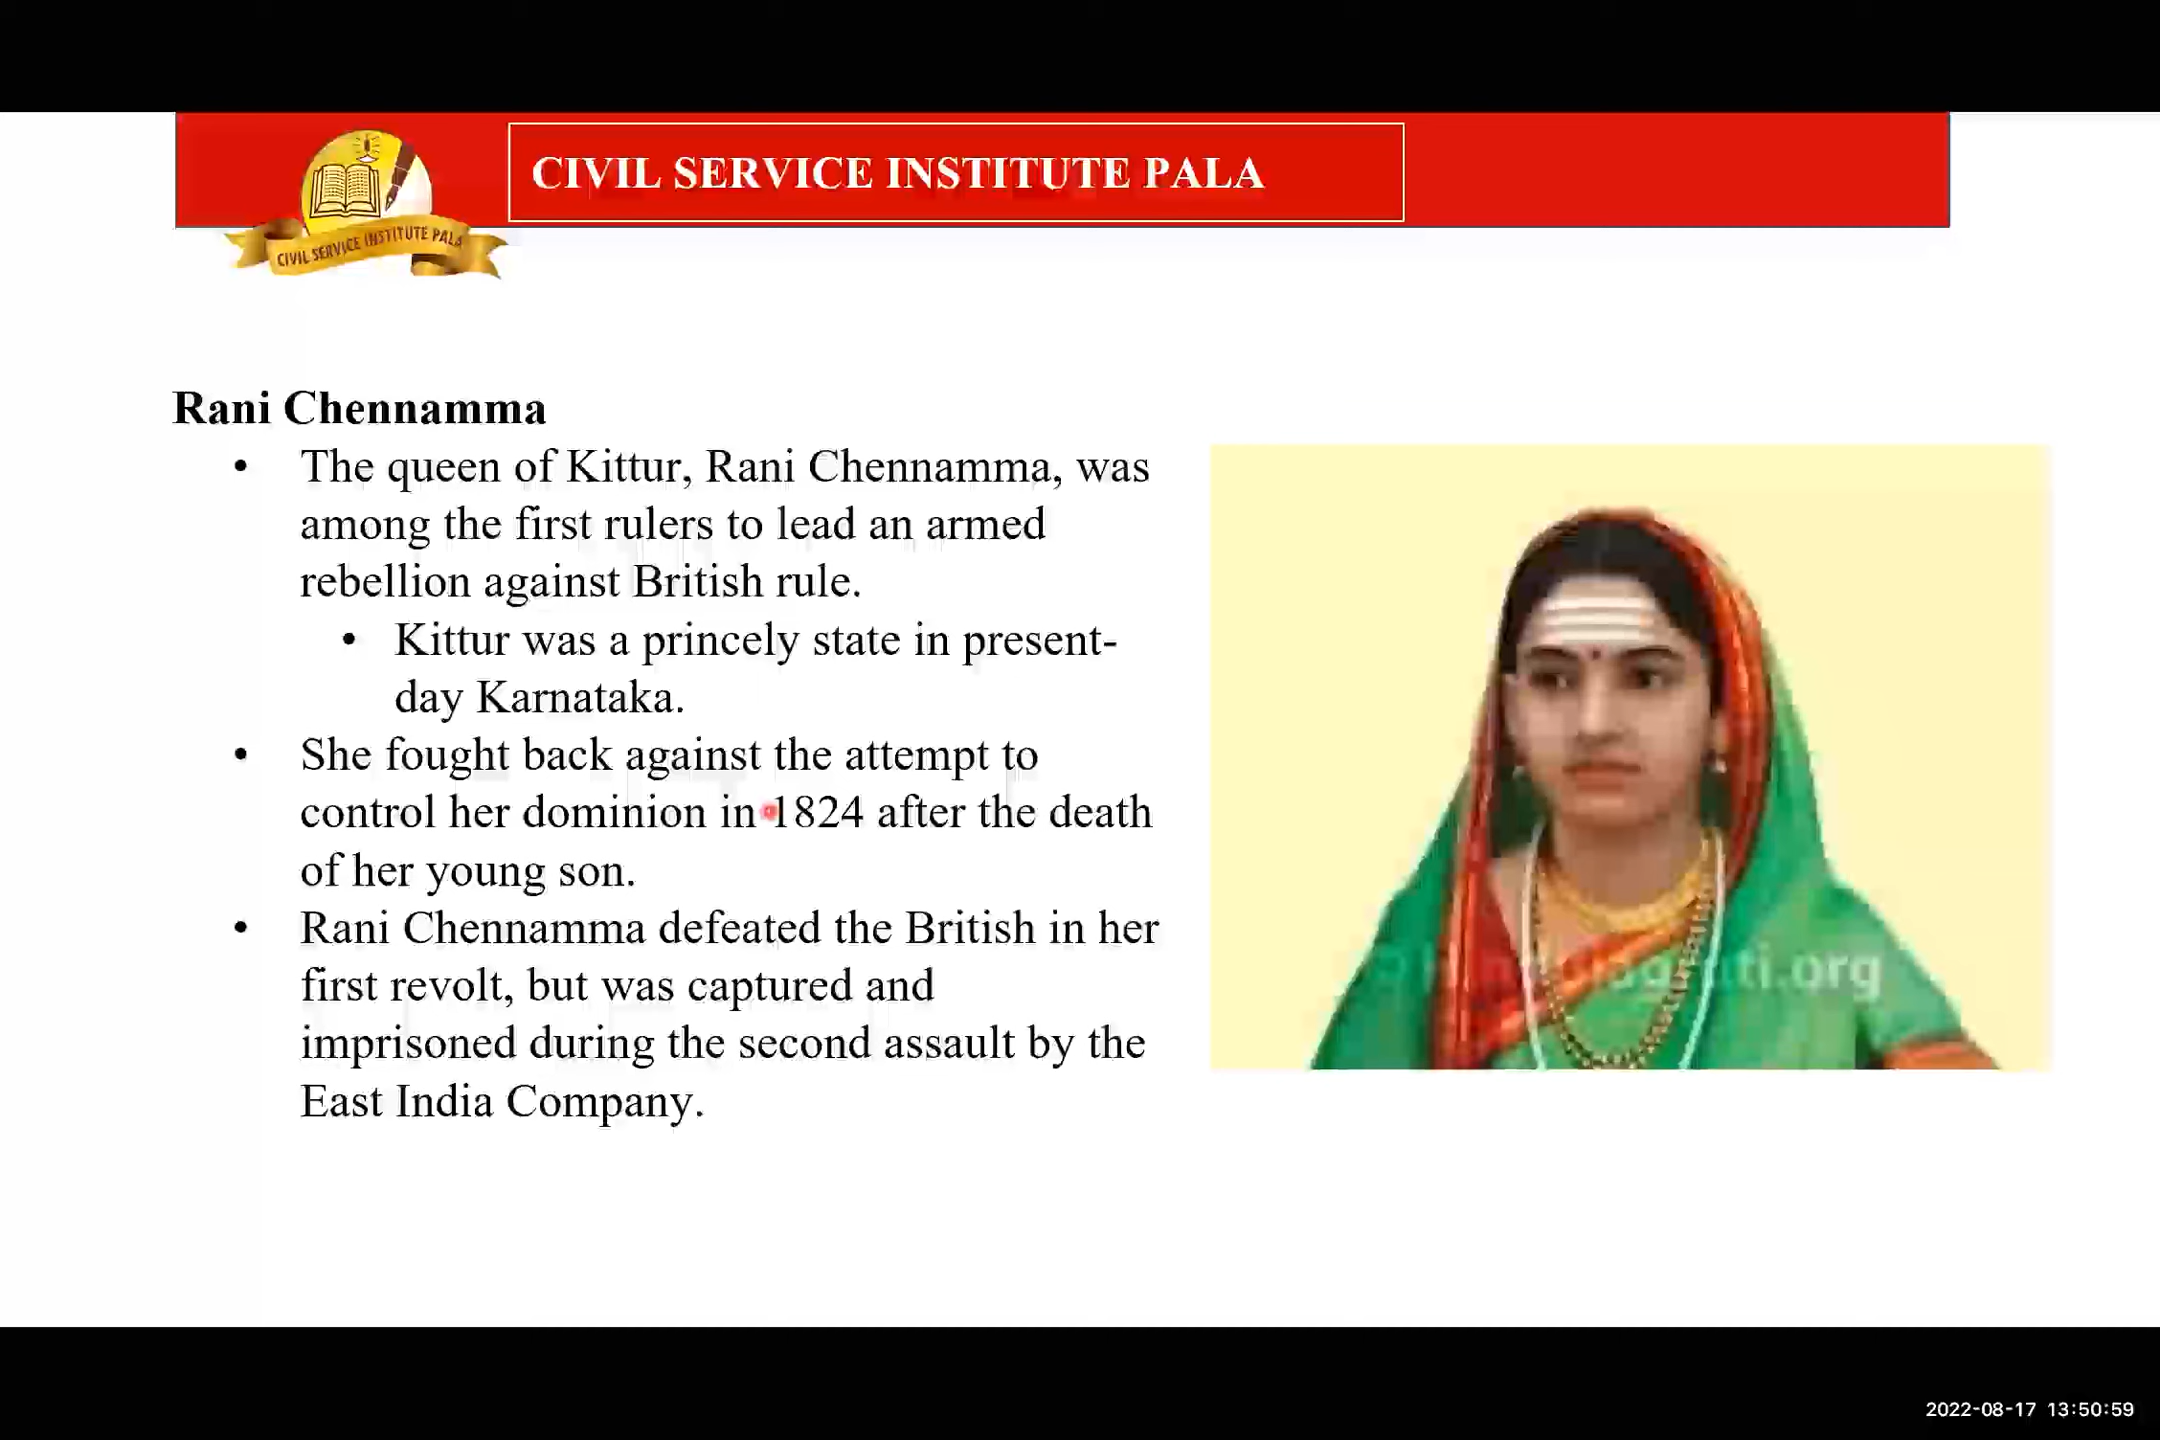 CIVIL SERVICE INSTITUTE PALA
CIVIL SERVICE INSTITUTE PALA
Rani Chennamma
• The queen of Kittur, Rani Chennamma, was
among the first rulers to lead an armed
rebellion against British rule.
• Kittur was a princely state in present-
day Karnataka.
• She fought back against the attempt to
control her dominion in 1824 after the death
of her young son.
• Rani Chennamma defeated the British in her
first revolt, but was captured and
imprisoned during the second assault by the
East India Company.
2022-08-17 13:50:59